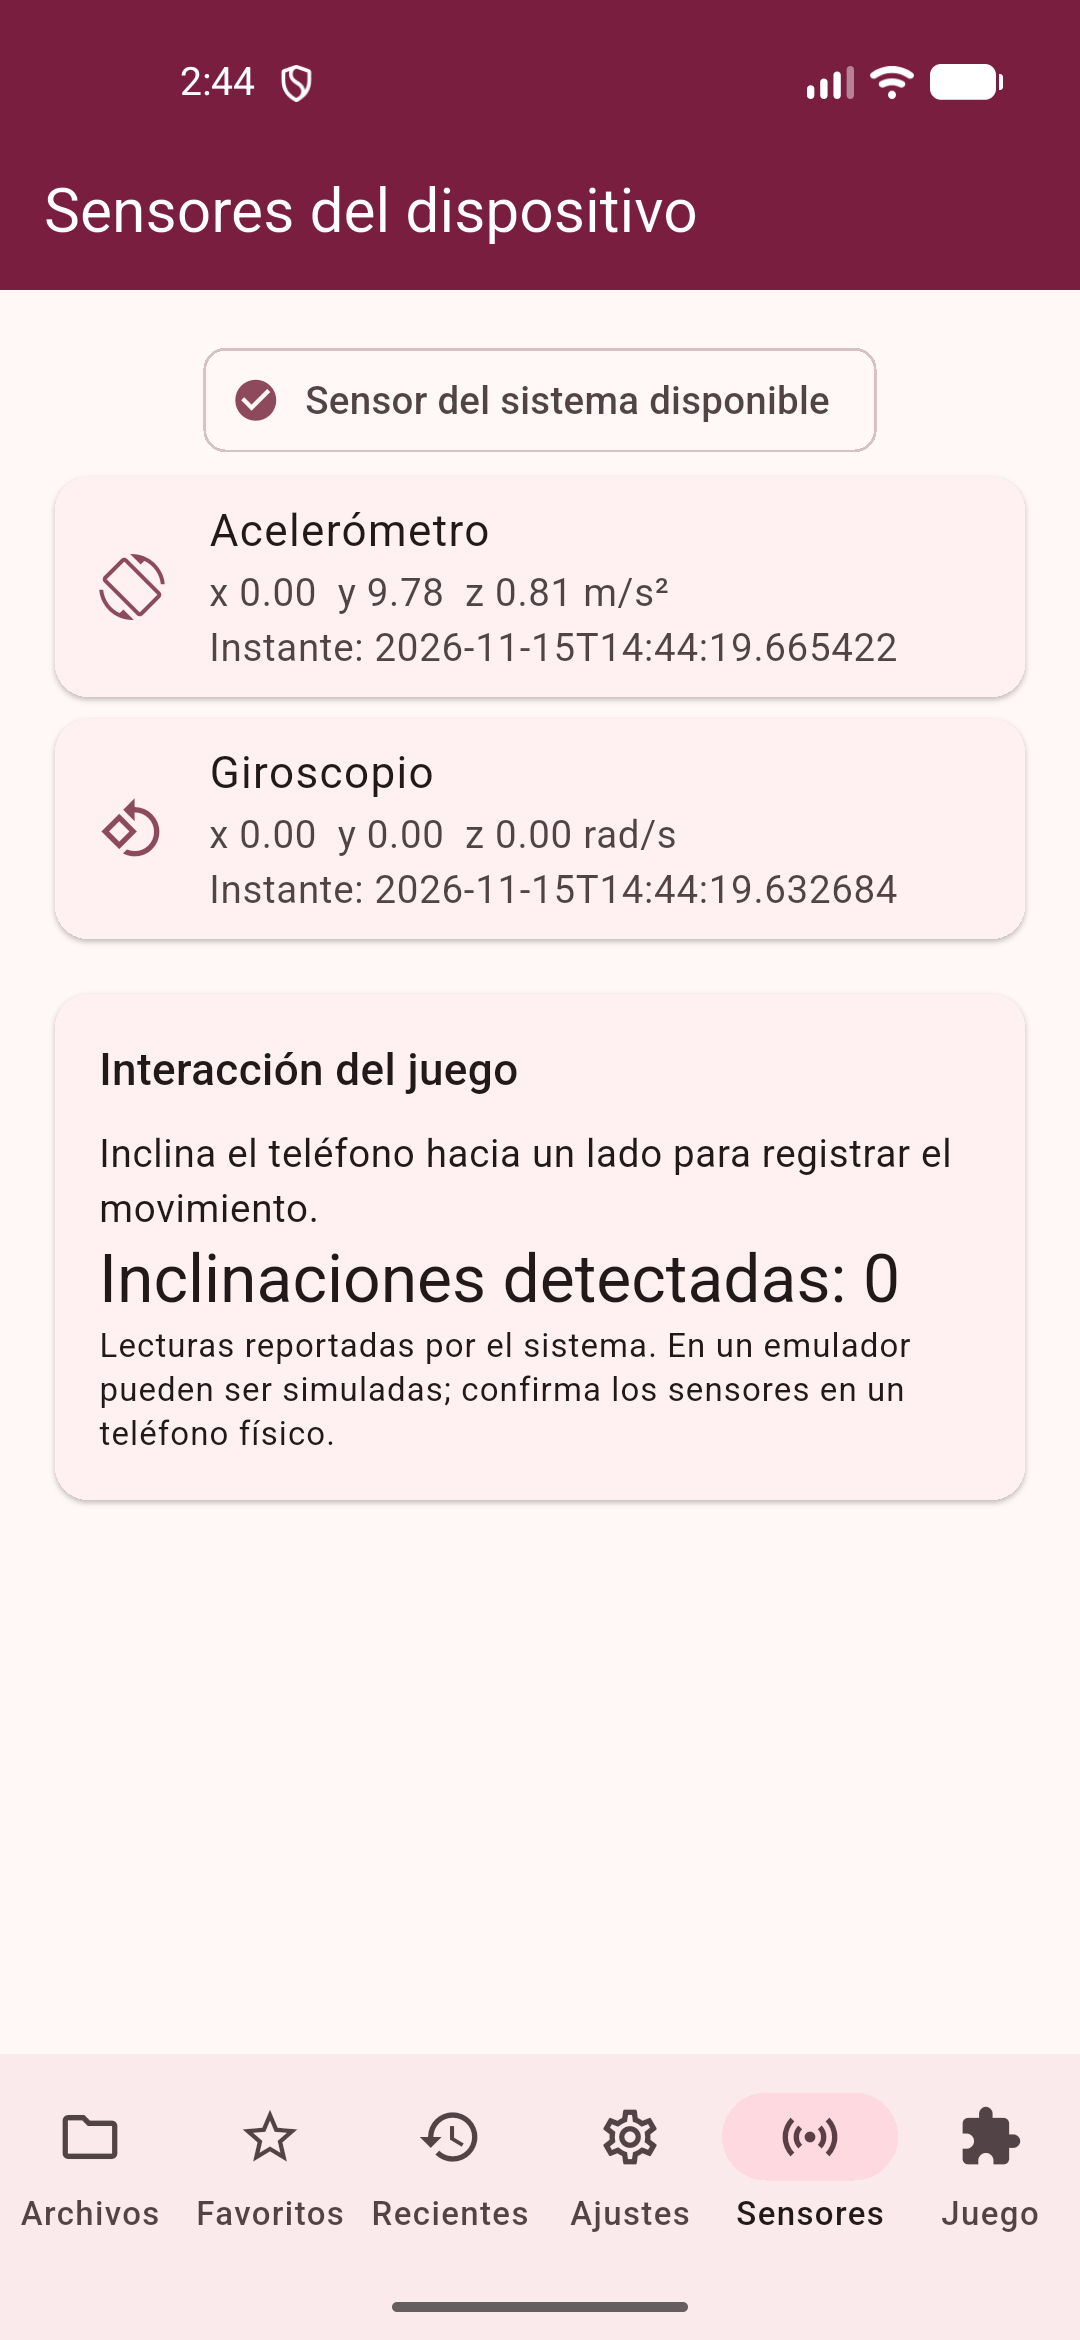 2:44
Sensores del dispositivo
Sensor del sistema disponible
Acelerómetro
x 0.00  y 9.78  z 0.81 m/s²
Instante: 2026-11-15T14:44:19.665422
Giroscopio
x 0.00  y 0.00  z 0.00 rad/s
Instante: 2026-11-15T14:44:19.632684
Interacción del juego
Inclina el teléfono hacia un lado para registrar el
movimiento.
Inclinaciones detectadas: 0
Lecturas reportadas por el sistema. En un emulador
pueden ser simuladas; confirma los sensores en un
teléfono físico.
Archivos Favoritos Recientes Ajustes Sensores Juego